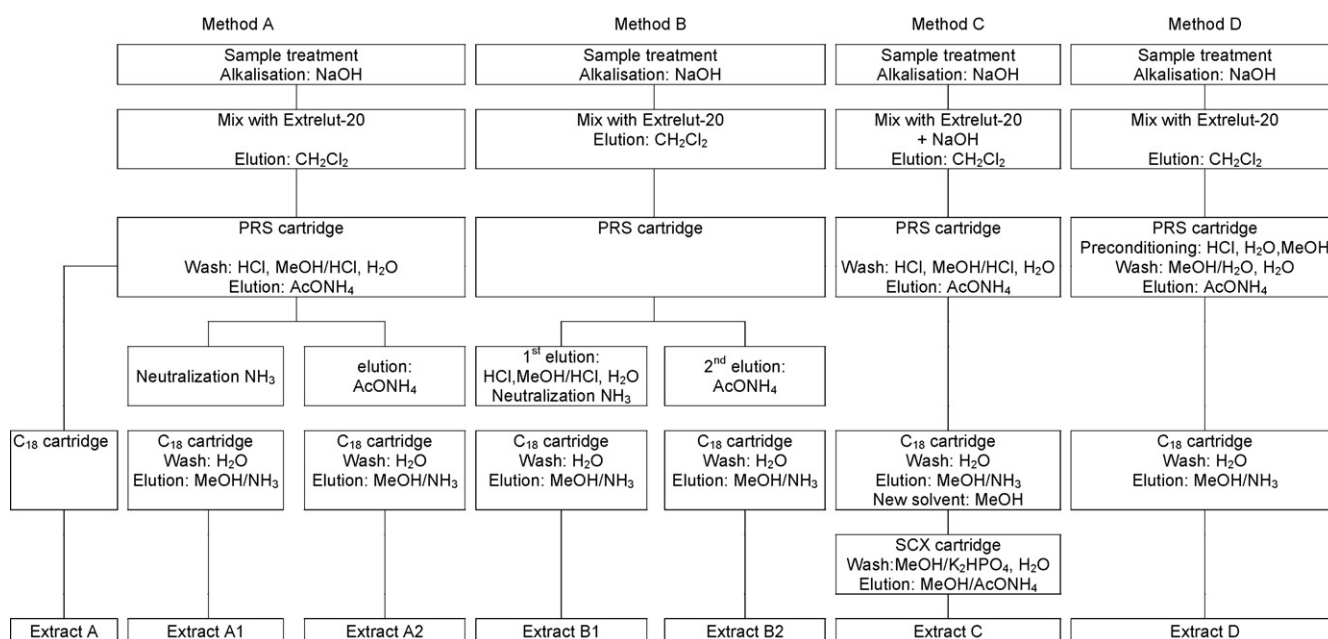 Method A
Method B
Method C
Method D
Sample treatment
Alkalisation: NaOH
Sample treatment
Alkalisation: NaOH
Sample treatment
Alkalisation: NaOH
Sample treatment
Alkalisation: NaOH
Mix with Extrelut-20
Elution: CH₂Cl₂
Mix with Extrelut-20
Elution: CH₂Cl₂
Mix with Extrelut-20
+ NaOH
Elution: CH₂Cl₂
Mix with Extrelut-20
Elution: CH₂Cl₂
PRS cartridge
Wash: HCl, MeOH/HCl, H₂O
Elution: AcONH₄
PRS cartridge
PRS cartridge
Wash: HCl, MeOH/HCl, H₂O
Elution: AcONH₄
PRS cartridge
Preconditioning: HCl, H₂O,MeOH
Wash: MeOH/H₂O, H₂O
Elution: AcONH₄
Neutralization NH₃
elution:
AcONH₄
1ˢᵗ elution:
HCl,MeOH/HCl, H₂O
Neutralization NH₃
2ⁿᵈ elution:
AcONH₄
C₁₈ cartridge
C₁₈ cartridge
Wash: H₂O
Elution: MeOH/NH₃
C₁₈ cartridge
Wash: H₂O
Elution: MeOH/NH₃
C₁₈ cartridge
Wash: H₂O
Elution: MeOH/NH₃
C₁₈ cartridge
Wash: H₂O
Elution: MeOH/NH₃
C₁₈ cartridge
Wash: H₂O
Elution: MeOH/NH₃
New solvent: MeOH
C₁₈ cartridge
Wash: H₂O
Elution: MeOH/NH₃
SCX cartridge
Wash:MeOH/K₂HPO₄, H₂O
Elution: MeOH/AcONH₄
Extract A
Extract A1
Extract A2
Extract B1
Extract B2
Extract C
Extract D